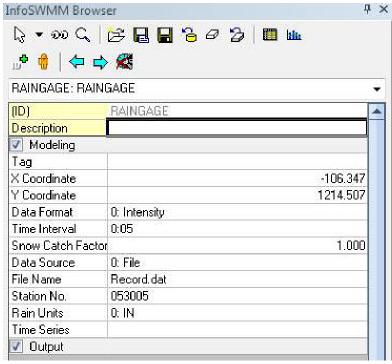 InfoSWMM Browser
RAINGAGE: RAINGAGE
(ID) RAINGAGE
Description
Modeling
Tag
X Coordinate -106.347
Y Coordinate 1214.507
Data Format 0: Intensity
Time Interval 0:05
Snow Catch Factor 1.000
Data Source 0: File
File Name Record.dat
Station No. 053005
Rain Units 0: IN
Time Series
Output